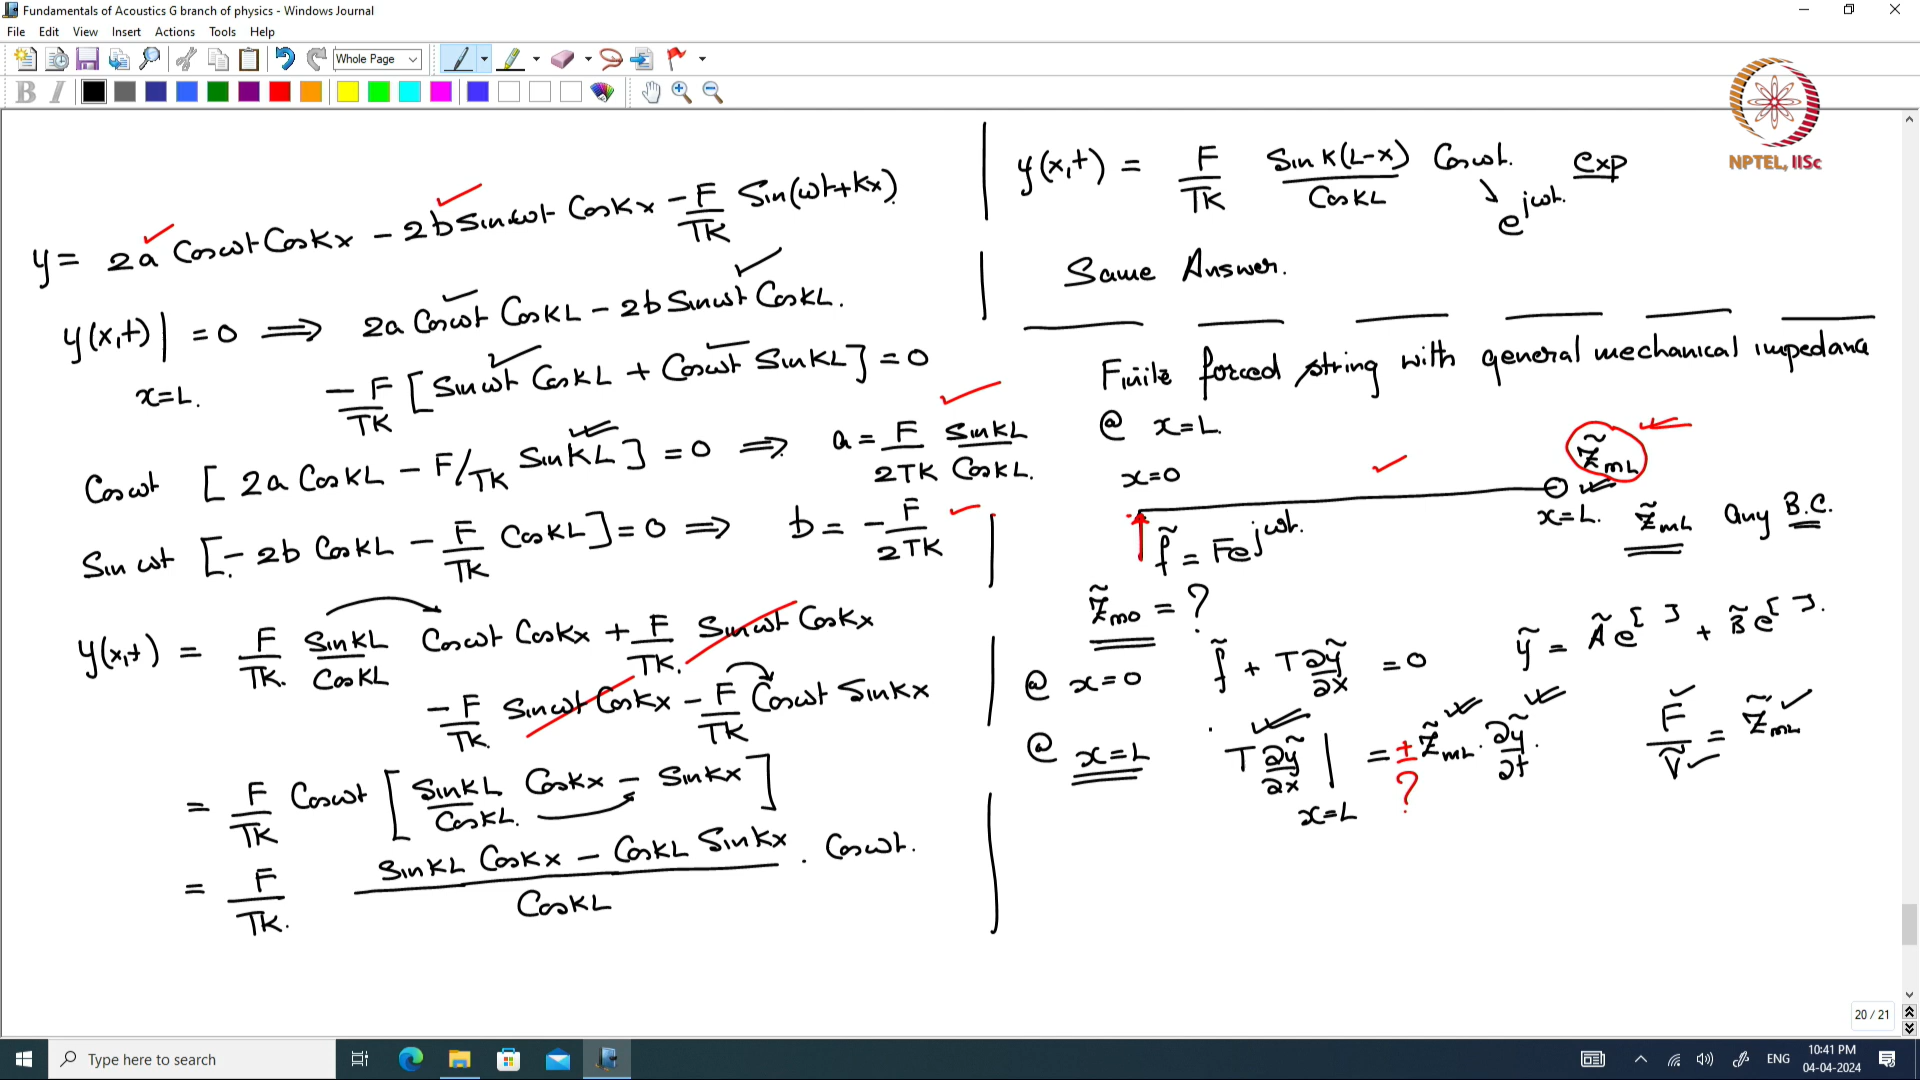 Fundamentals of Acoustics G branch of physics - Windows Journal
File Edit View Insert Actions Tools Help
Whole Page
B I
NPTEL, IISc
y = 2a Cosωt Coskx − 2b Sinωt Coskx − F/TK Sin(ωt+kx)
y(x,t)| = 0 ⟹ 2a Cosωt CosKL − 2b Sinωt CosKL.
x=L. − F/TK [Sinωt CosKL + Cosωt SinKL] = 0
Cosωt [2a CosKL − F/TK SinKL] = 0 ⟹ a = F/2TK SinKL/CosKL.
Sinωt [− 2b CosKL − F/TK CosKL] = 0 ⟹ b = −F/2TK
y(x,t) = F/TK. SinKL/CosKL Cosωt Coskx + F/TK. Sinωt Coskx
− F/TK. Sinωt Coskx − F/TK Cosωt Sinkx
= F/TK Cosωt [SinKL/CosKL. Coskx − Sinkx]
= F/TK. SinKL Coskx − CosKL Sinkx / CosKL . Cosωt.
y(x,t) = F/TK Sin k(L-x)/CosKL Cosωt. exp
e^jωt.
Same Answer.
Finite forced string with general mechanical impedance
@ x=L.
x=0 Z̃mL
x=L. Z̃mL any B.C.
f̃ = Fe^jωt.
Z̃mo = ?
@ x=0 f̃ + T ∂ỹ/∂x = 0 ỹ = Ãe^[ ] + B̃e^[ ].
@ x=L T ∂ỹ/∂x | x=L = ± Z̃mL. ∂ỹ/∂t. F/Ṽ = Z̃mL
?
20 / 21
Type here to search
ENG
10:41 PM
04-04-2024